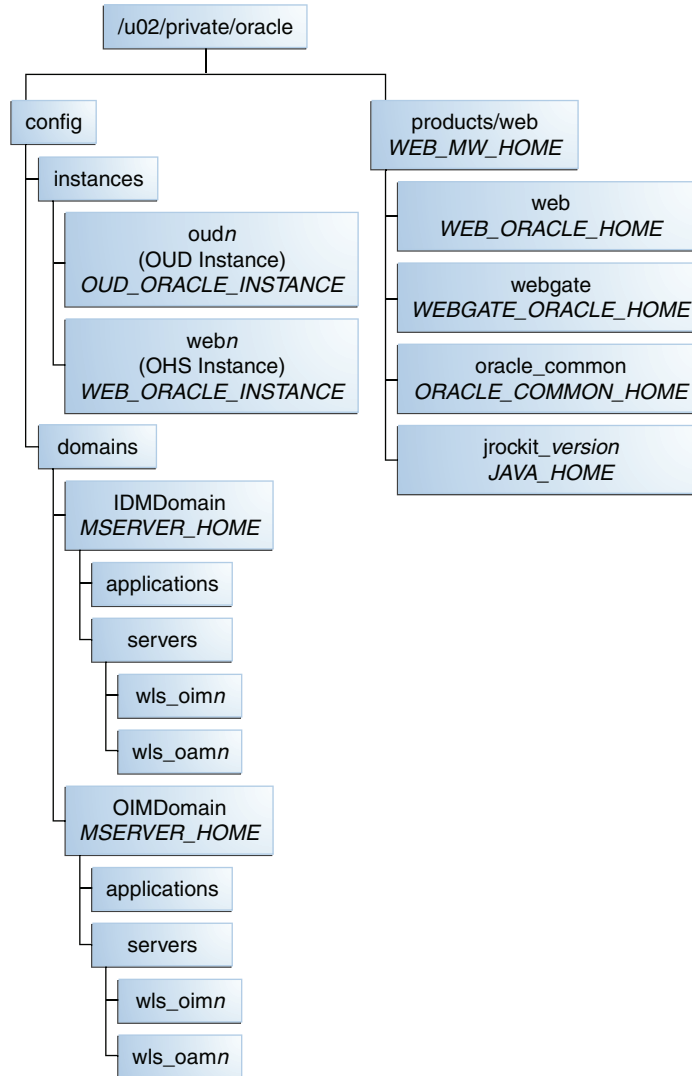 /u02/private/oracle
config
instances
oudn
(OUD Instance)
OUD_ORACLE_INSTANCE
webn
(OHS Instance)
WEB_ORACLE_INSTANCE
domains
IDMDomain
MSERVER_HOME
applications
servers
wls_oimn
wls_oamn
OIMDomain
MSERVER_HOME
applications
servers
wls_oimn
wls_oamn
products/web
WEB_MW_HOME
web
WEB_ORACLE_HOME
webgate
WEBGATE_ORACLE_HOME
oracle_common
ORACLE_COMMON_HOME
jrockit_version
JAVA_HOME